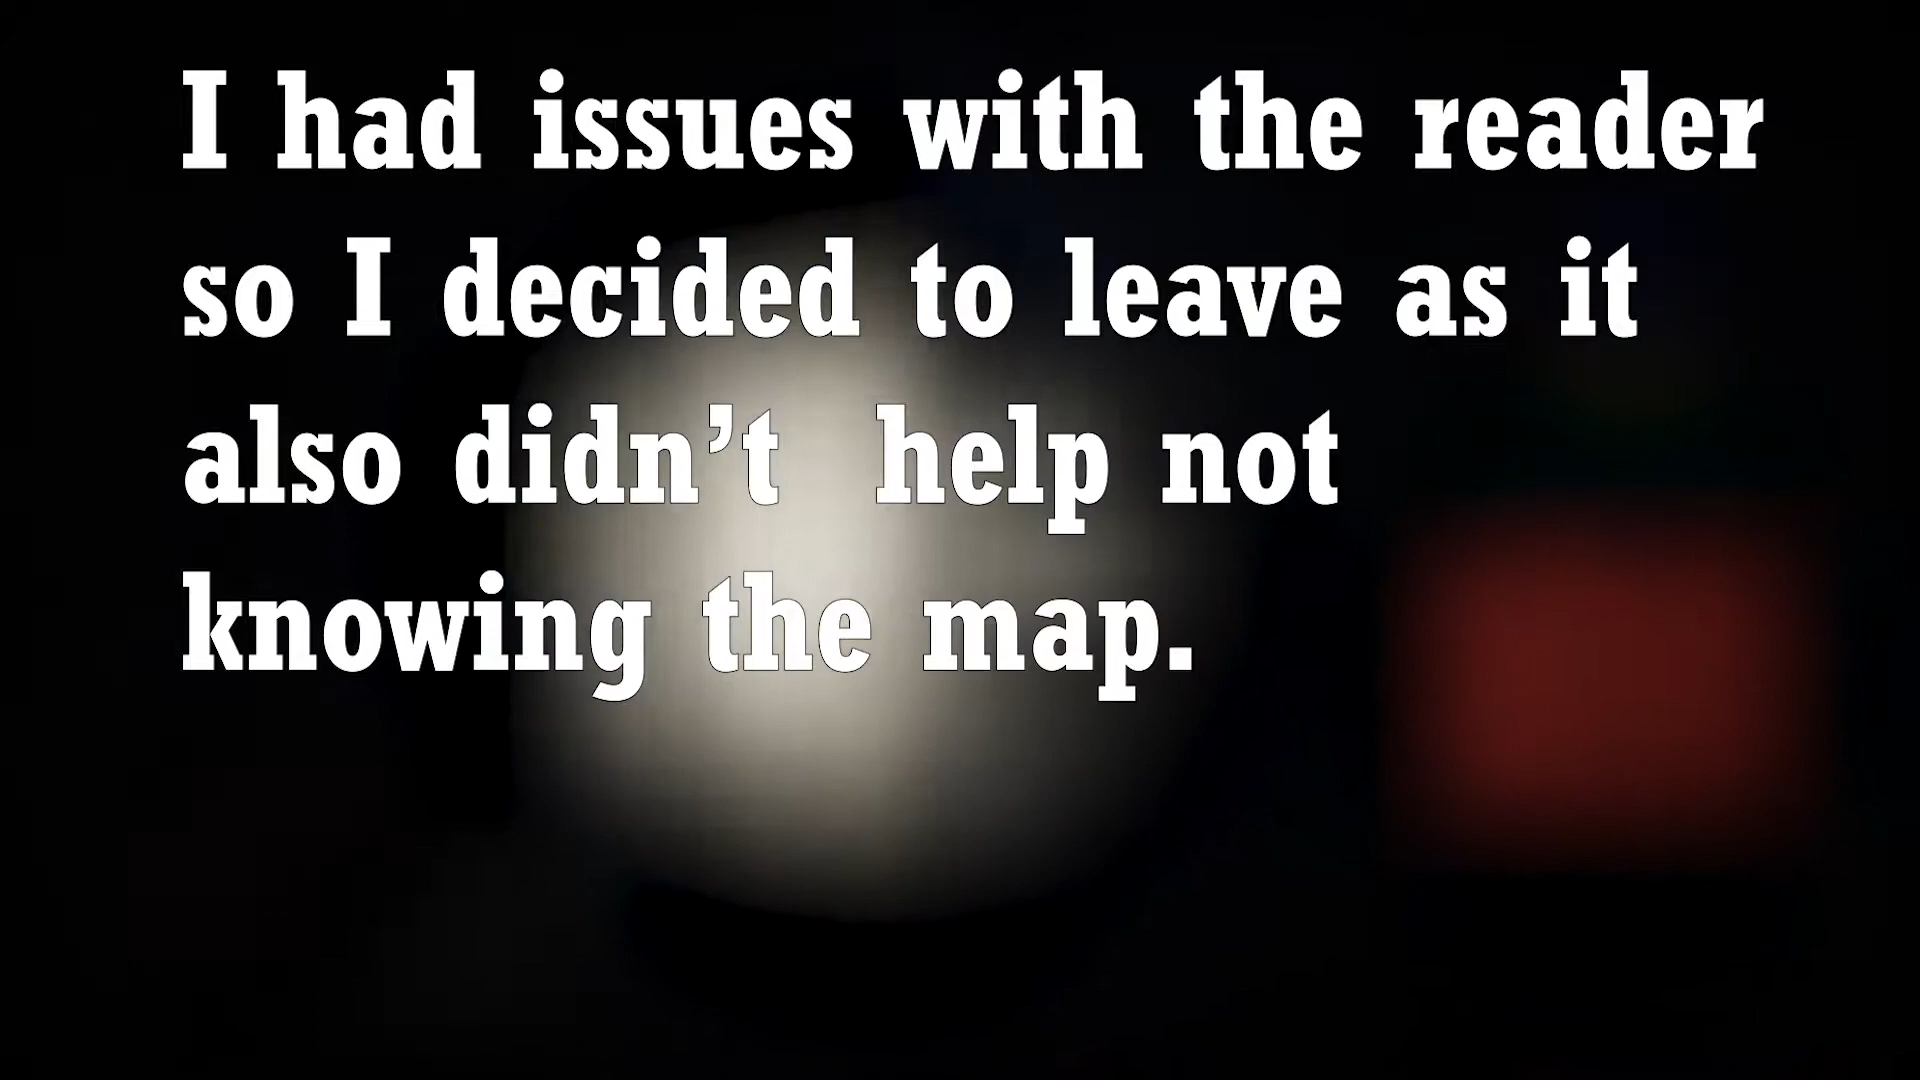 I had issues with the reader
so I decided to leave as it
also didn’t  help not
knowing the map.